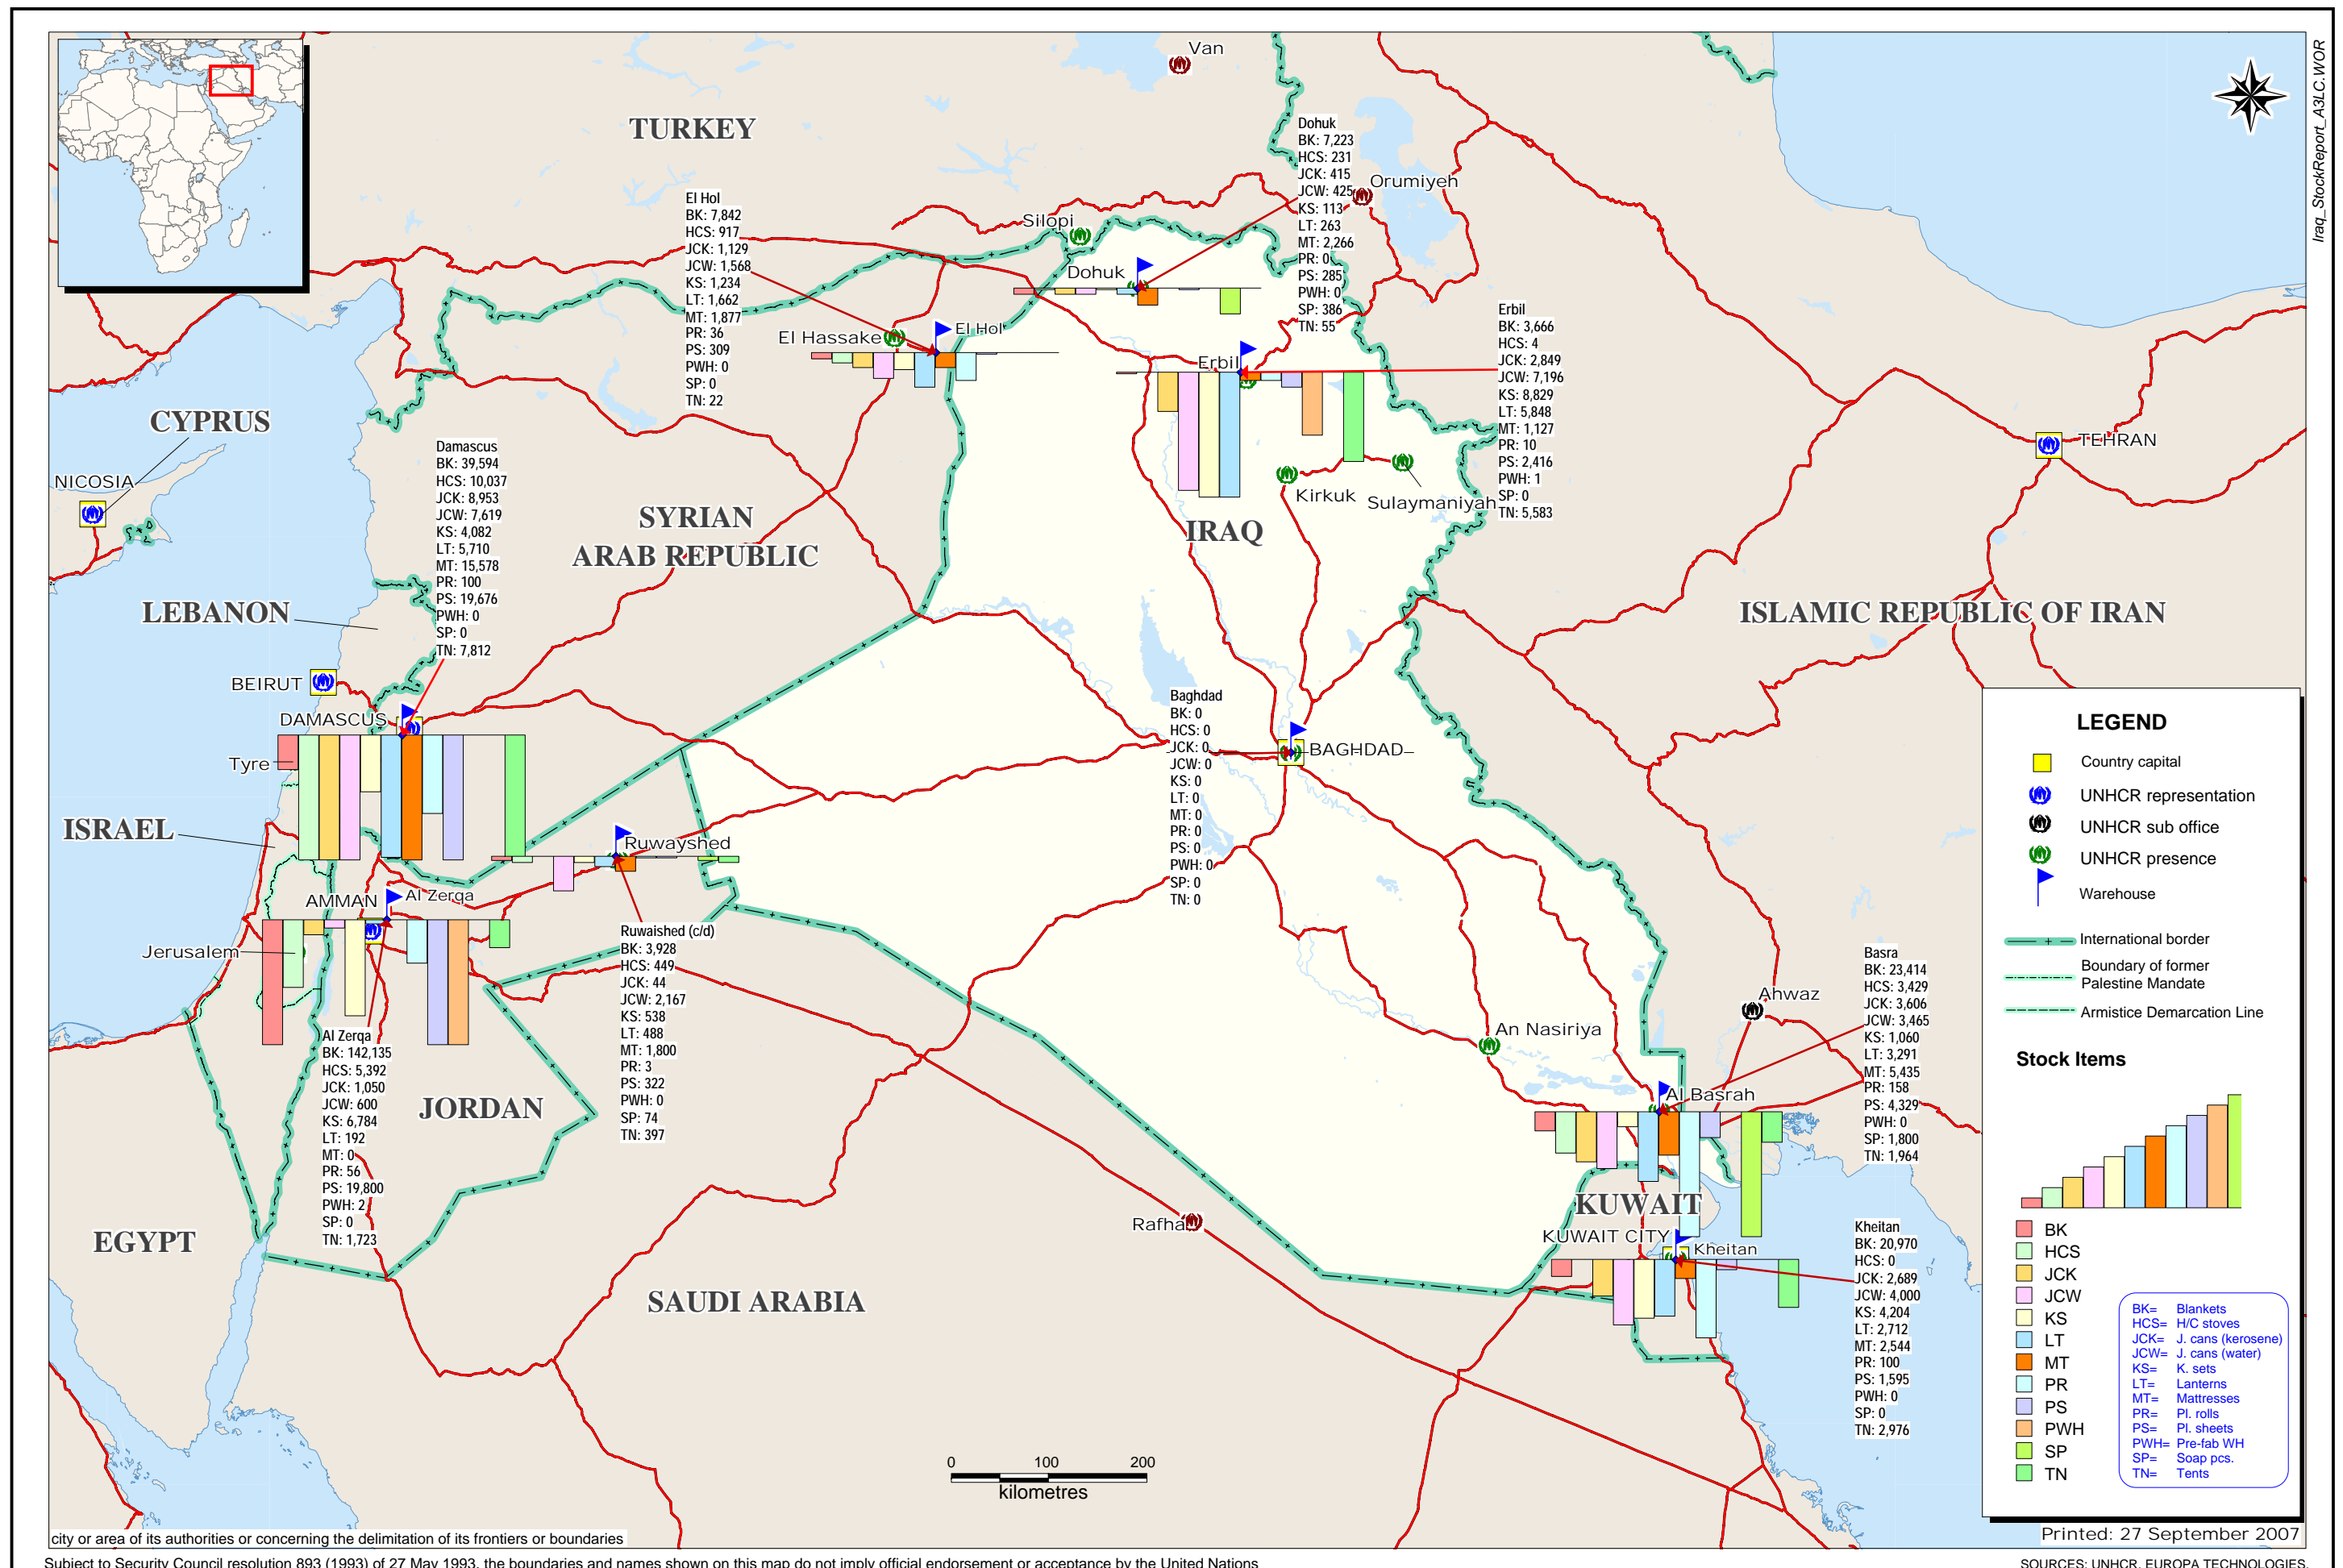 Iraq_StockReport_A3LC.WOR
Van
TURKEY
Dohuk
BK: 7,223
HCS: 231
JCK: 415
JCW: 425
KS: 113
LT: 263
MT: 2,266
PR: 0
PS: 285
PWH: 0
SP: 386
TN: 55
Orumiyeh
El Hol
BK: 7,842
HCS: 917
JCK: 1,129
JCW: 1,568
KS: 1,234
LT: 1,662
MT: 1,877
PR: 36
PS: 309
PWH: 0
SP: 0
TN: 22
Silopi
Dohuk
El Hassake
El Hol
Erbil
Erbil
BK: 3,666
HCS: 4
JCK: 2,849
JCW: 7,196
KS: 8,829
LT: 5,848
MT: 1,127
PR: 10
PS: 2,416
PWH: 1
SP: 0
TN: 5,583
CYPRUS
NICOSIA
Damascus
BK: 39,594
HCS: 10,037
JCK: 8,953
JCW: 7,619
KS: 4,082
LT: 5,710
MT: 15,578
PR: 100
PS: 19,676
PWH: 0
SP: 0
TN: 7,812
TEHRAN
Kirkuk
Sulaymaniyah
SYRIAN
ARAB REPUBLIC
IRAQ
LEBANON
ISLAMIC REPUBLIC OF IRAN
BEIRUT
DAMASCUS
Tyre
ISRAEL
Baghdad
BK: 0
HCS: 0
JCK: 0
JCW: 0
KS: 0
LT: 0
MT: 0
PR: 0
PS: 0
PWH: 0
SP: 0
TN: 0
BAGHDAD
Ruwayshed
AMMAN
Al Zerqa
Jerusalem
Ruwaished (c/d)
BK: 3,928
HCS: 449
JCK: 44
JCW: 2,167
KS: 538
LT: 488
MT: 1,800
PR: 3
PS: 322
PWH: 0
SP: 74
TN: 397
Al Zerqa
BK: 142,135
HCS: 5,392
JCK: 1,050
JCW: 600
KS: 6,784
LT: 192
MT: 0
PR: 56
PS: 19,800
PWH: 2
SP: 0
TN: 1,723
JORDAN
EGYPT
SAUDI ARABIA
Rafha
An Nasiriya
Ahwaz
Al Basrah
Basra
BK: 23,414
HCS: 3,429
JCK: 3,606
JCW: 3,465
KS: 1,060
LT: 3,291
MT: 5,435
PR: 158
PS: 4,329
PWH: 0
SP: 1,800
TN: 1,964
KUWAIT
KUWAIT CITY
Kheitan
Kheitan
BK: 20,970
HCS: 0
JCK: 2,689
JCW: 4,000
KS: 4,204
LT: 2,712
MT: 2,544
PR: 100
PS: 1,595
PWH: 0
SP: 0
TN: 2,976
LEGEND
Country capital
UNHCR representation
UNHCR sub office
UNHCR presence
Warehouse
International border
Boundary of former
Palestine Mandate
Armistice Demarcation Line
Stock Items
BK
HCS
JCK
JCW
KS
LT
MT
PR
PS
PWH
SP
TN
BK= Blankets
HCS= H/C stoves
JCK= J. cans (kerosene)
JCW= J. cans (water)
KS= K. sets
LT= Lanterns
MT= Mattresses
PR= Pl. rolls
PS= Pl. sheets
PWH= Pre-fab WH
SP= Soap pcs.
TN= Tents
0 100 200
kilometres
Printed: 27 September 2007
city or area of its authorities or concerning the delimitation of its frontiers or boundaries
Subject to Security Council resolution 893 (1993) of 27 May 1993, the boundaries and names shown on this map do not imply official endorsement or acceptance by the United Nations
SOURCES: UNHCR, EUROPA TECHNOLOGIES.